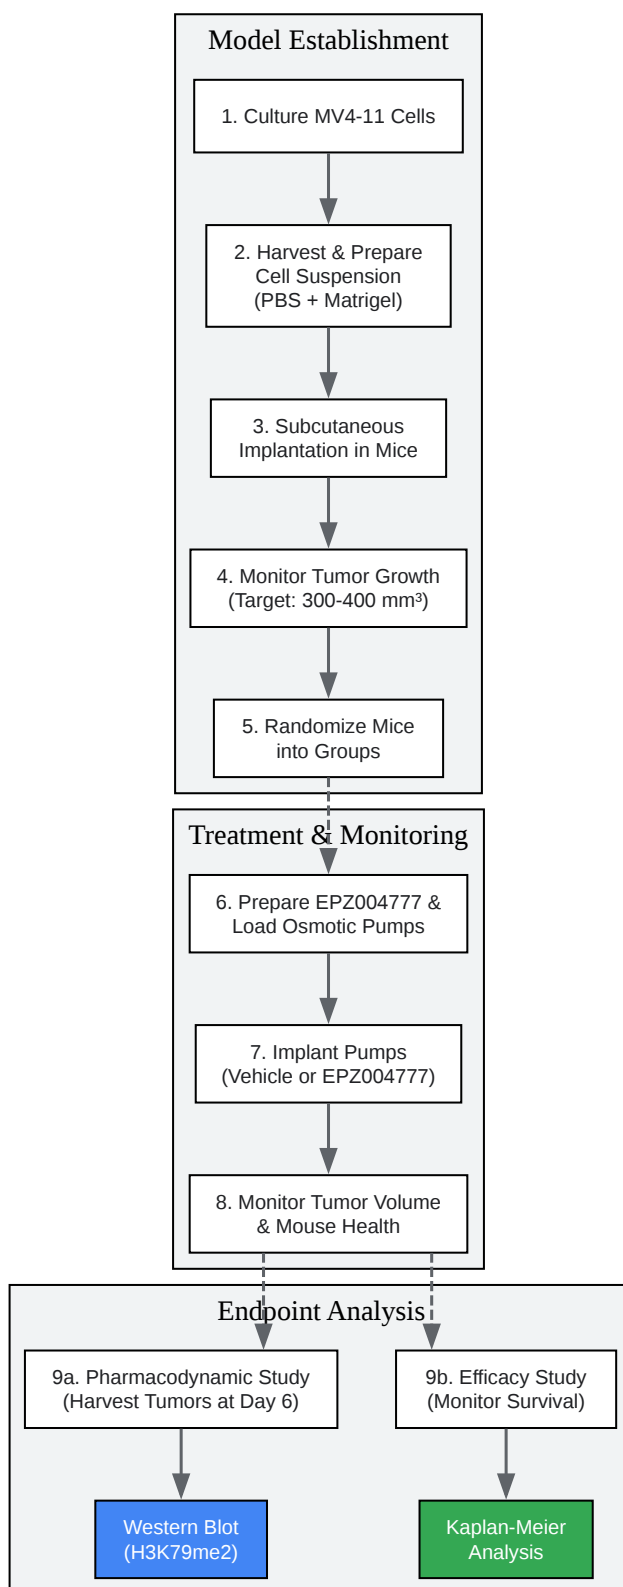 Model Establishment
1. Culture MV4-11 Cells
2. Harvest & Prepare
Cell Suspension
(PBS + Matrigel)
3. Subcutaneous
Implantation in Mice
4. Monitor Tumor Growth
(Target: 300-400 mm³)
5. Randomize Mice
into Groups
Treatment & Monitoring
6. Prepare EPZ004777 &
Load Osmotic Pumps
7. Implant Pumps
(Vehicle or EPZ004777)
8. Monitor Tumor Volume
& Mouse Health
Endpoint Analysis
9a. Pharmacodynamic Study
(Harvest Tumors at Day 6)
9b. Efficacy Study
(Monitor Survival)
Western Blot
(H3K79me2)
Kaplan-Meier
Analysis